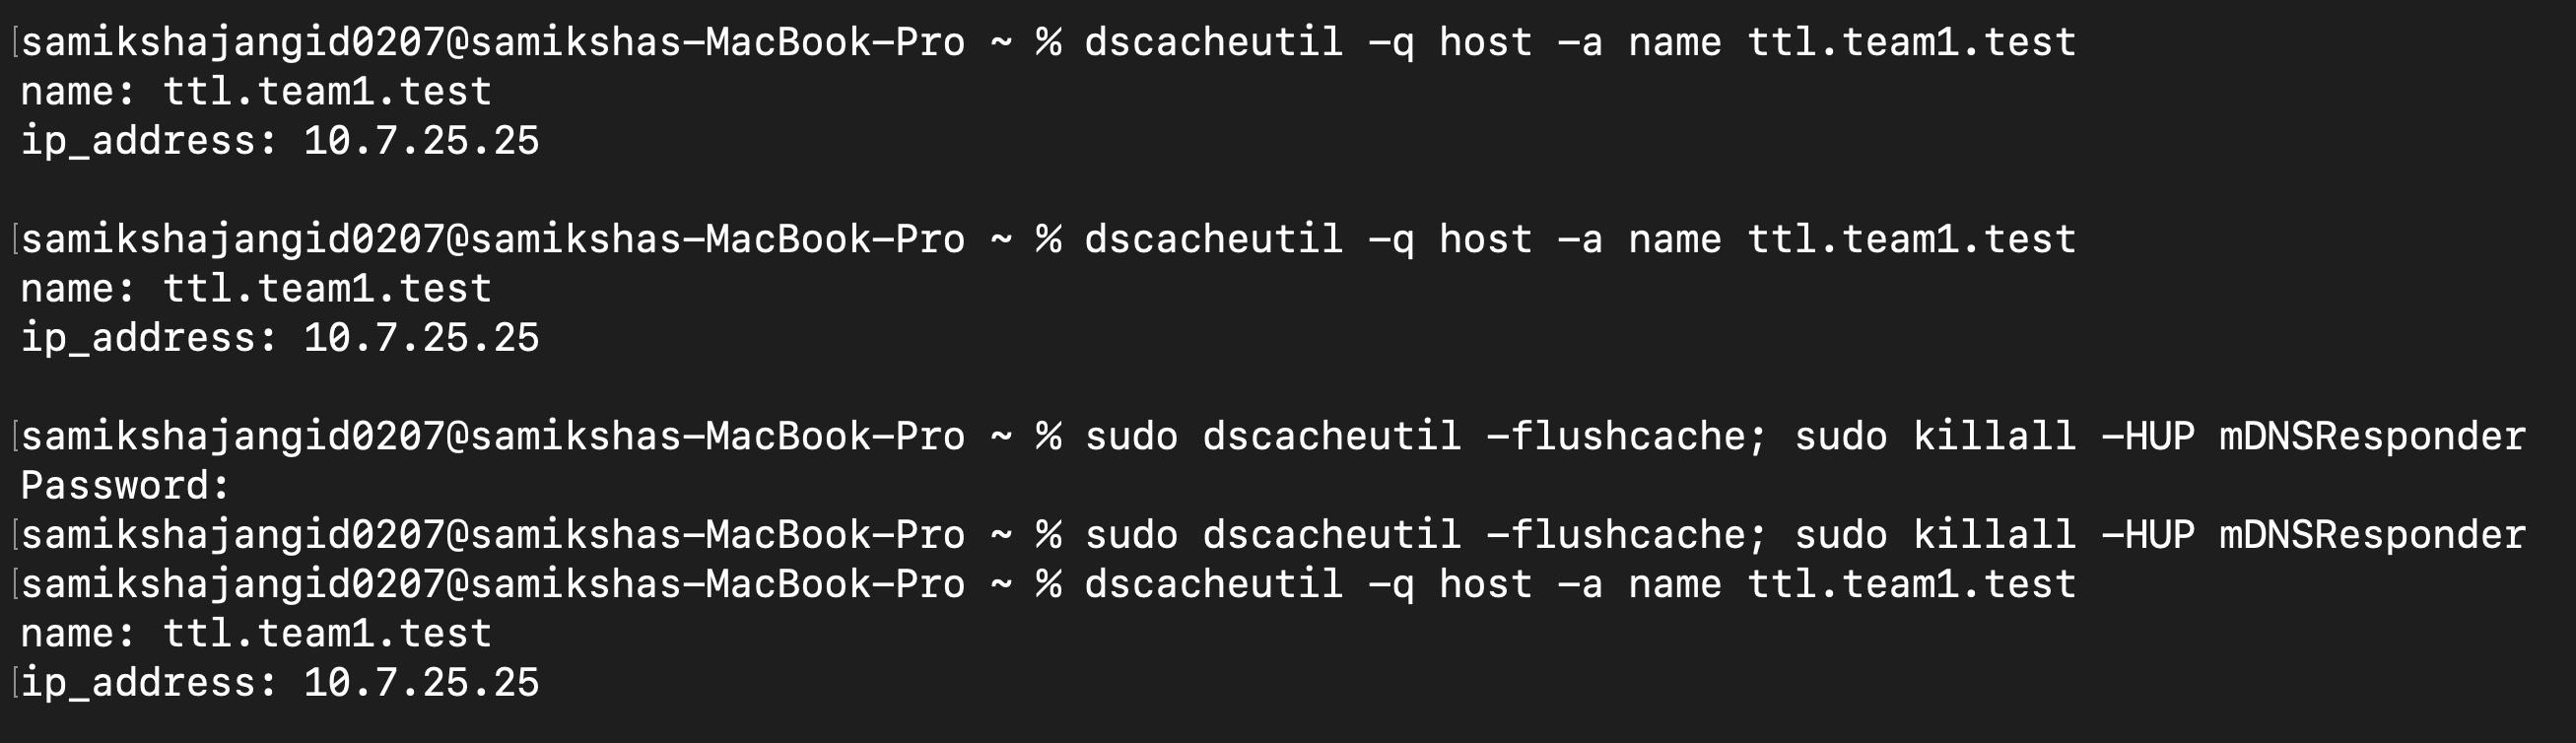 [samikshajangid0207@samikshas-MacBook-Pro ~ % dscacheutil -q host -a name ttl.team1.test
name: ttl.team1.test
ip_address: 10.7.25.25
[samikshajangid0207@samikshas-MacBook-Pro ~ % dscacheutil -q host -a name ttl.team1.test
name: ttl.team1.test
ip_address: 10.7.25.25
[samikshajangid0207@samikshas-MacBook-Pro ~ % sudo dscacheutil -flushcache; sudo killall -HUP mDNSResponder
Password:
[samikshajangid0207@samikshas-MacBook-Pro ~ % sudo dscacheutil -flushcache; sudo killall -HUP mDNSResponder
[samikshajangid0207@samikshas-MacBook-Pro ~ % dscacheutil -q host -a name ttl.team1.test
name: ttl.team1.test
[ip_address: 10.7.25.25